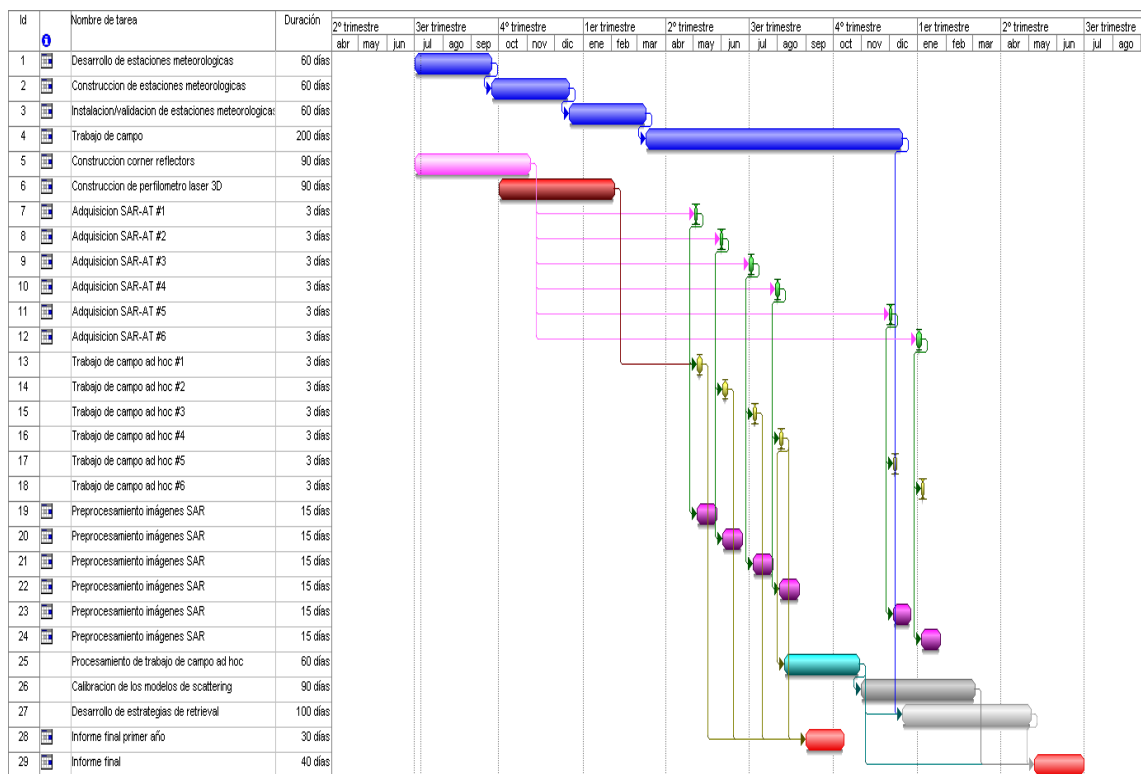 Id Nombre de tarea Duración
2º trimestre 3er trimestre 4º trimestre 1er trimestre 2º trimestre 3er trimestre 4º trimestre 1er trimestre 2º trimestre 3er trimestre
abr may jun jul ago sep oct nov dic ene feb mar abr may jun jul ago sep oct nov dic ene feb mar abr may jun jul ago
1 Desarrollo de estaciones meteorologicas 60 días
2 Construccion de estaciones meteorologicas 60 días
3 Instalacion/validacion de estaciones meteorologicas 60 días
4 Trabajo de campo 200 días
5 Construccion corner reflectors 90 días
6 Construccion de perfilometro laser 3D 90 días
7 Adquisicion SAR-AT #1 3 días
8 Adquisicion SAR-AT #2 3 días
9 Adquisicion SAR-AT #3 3 días
10 Adquisicion SAR-AT #4 3 días
11 Adquisicion SAR-AT #5 3 días
12 Adquisicion SAR-AT #6 3 días
13 Trabajo de campo ad hoc #1 3 días
14 Trabajo de campo ad hoc #2 3 días
15 Trabajo de campo ad hoc #3 3 días
16 Trabajo de campo ad hoc #4 3 días
17 Trabajo de campo ad hoc #5 3 días
18 Trabajo de campo ad hoc #6 3 días
19 Preprocesamiento imágenes SAR 15 días
20 Preprocesamiento imágenes SAR 15 días
21 Preprocesamiento imágenes SAR 15 días
22 Preprocesamiento imágenes SAR 15 días
23 Preprocesamiento imágenes SAR 15 días
24 Preprocesamiento imágenes SAR 15 días
25 Procesamiento de trabajo de campo ad hoc 60 días
26 Calibracion de los modelos de scattering 90 días
27 Desarrollo de estrategias de retrieval 100 días
28 Informe final primer año 30 días
29 Informe final 40 días